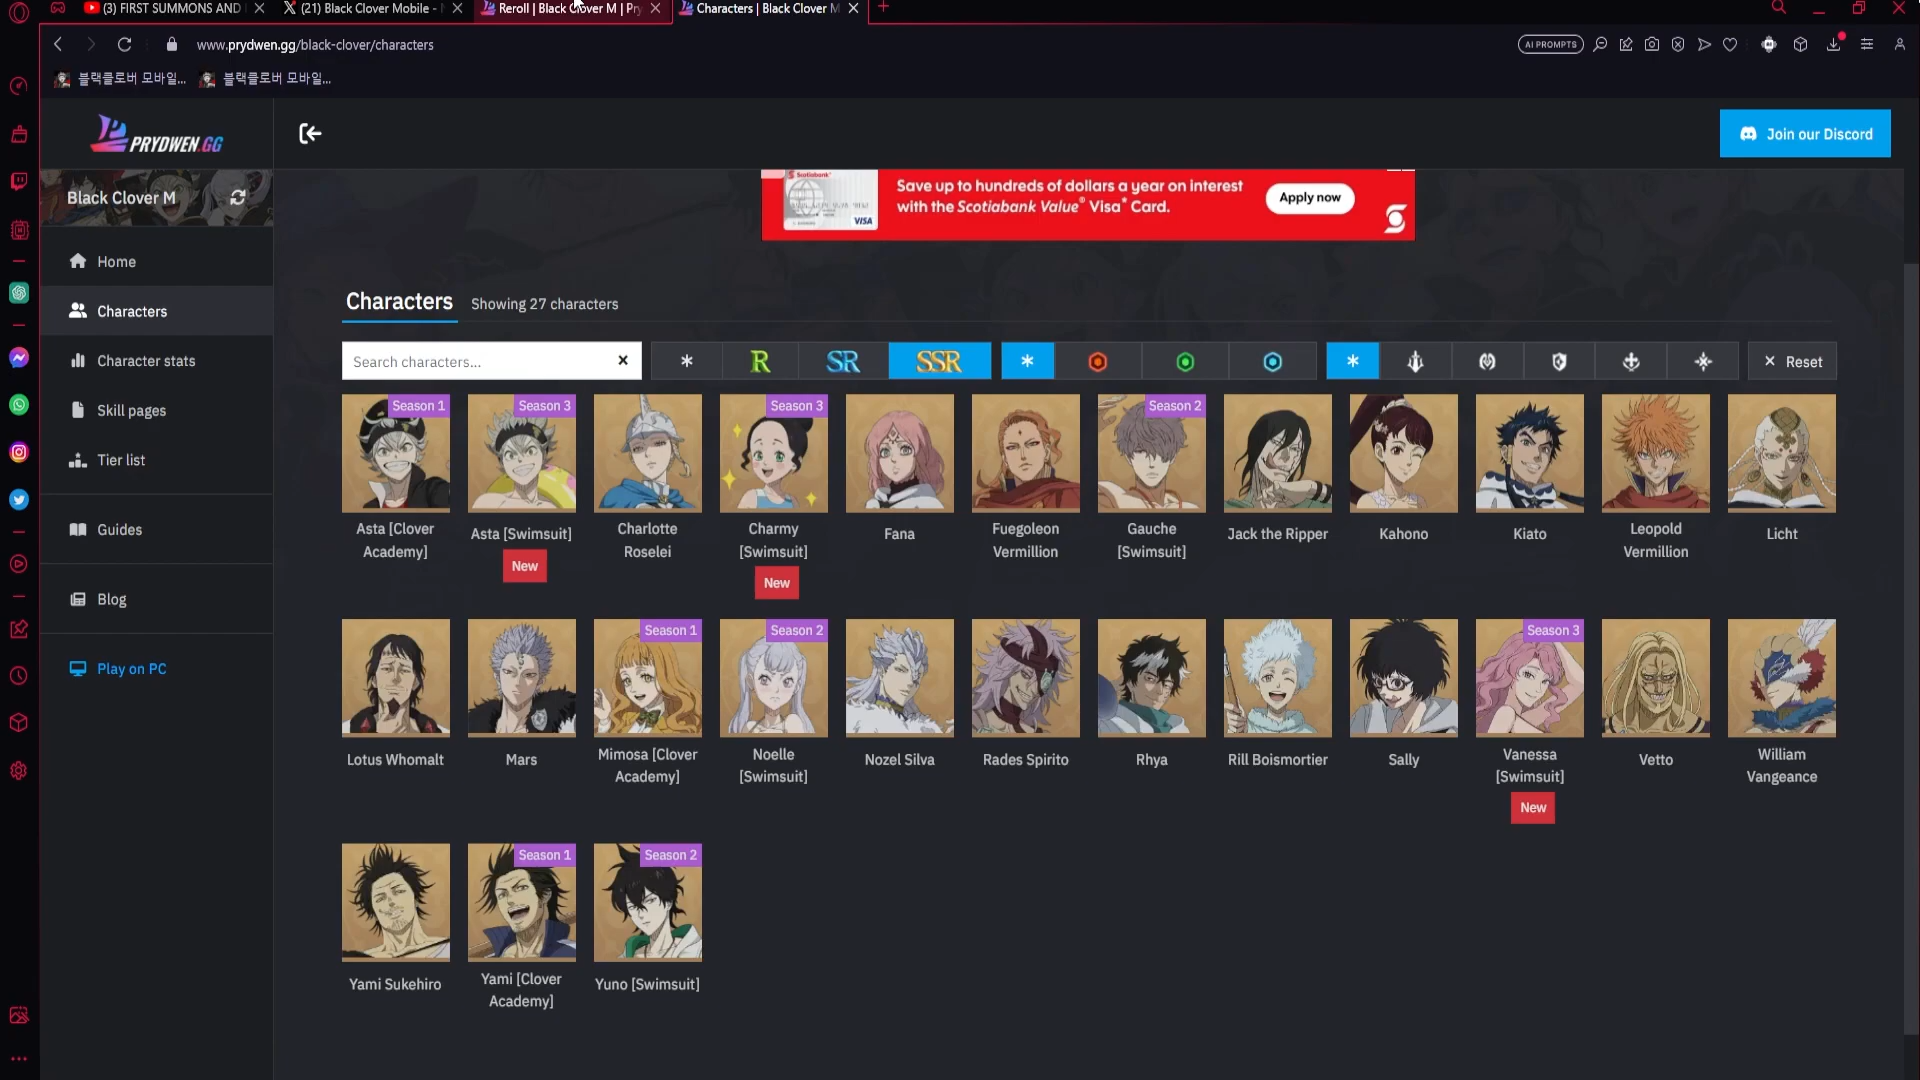 (3) FIRST SUMMONS AND
(21) Black Clover Mobile -
Reroll | Black Clover M | Pry
Characters | Black Clover M
www.prydwen.gg/black-clover/characters
AI PROMPTS
블랙클로버 모바일...
블랙클로버 모바일...
PRYDWEN.GG
Join our Discord
Black Clover M
Scotiabank
VISA
Save up to hundreds of dollars a year on interest
with the Scotiabank Value® Visa* Card.
Apply now
Home
Characters
Character stats
Skill pages
Tier list
Guides
Blog
Play on PC
Characters
Showing 27 characters
Search characters...
R
SR
SSR
Reset
Season 1
Season 3
Season 3
Season 2
Asta [Clover
Academy]
Asta [Swimsuit]
New
Charlotte
Roselei
Charmy
[Swimsuit]
New
Fana
Fuegoleon
Vermillion
Gauche
[Swimsuit]
Jack the Ripper
Kahono
Kiato
Leopold
Vermillion
Licht
Season 1
Season 2
Season 3
Lotus Whomalt
Mars
Mimosa [Clover
Academy]
Noelle
[Swimsuit]
Nozel Silva
Rades Spirito
Rhya
Rill Boismortier
Sally
Vanessa
[Swimsuit]
New
Vetto
William
Vangeance
Season 1
Season 2
Yami Sukehiro
Yami [Clover
Academy]
Yuno [Swimsuit]